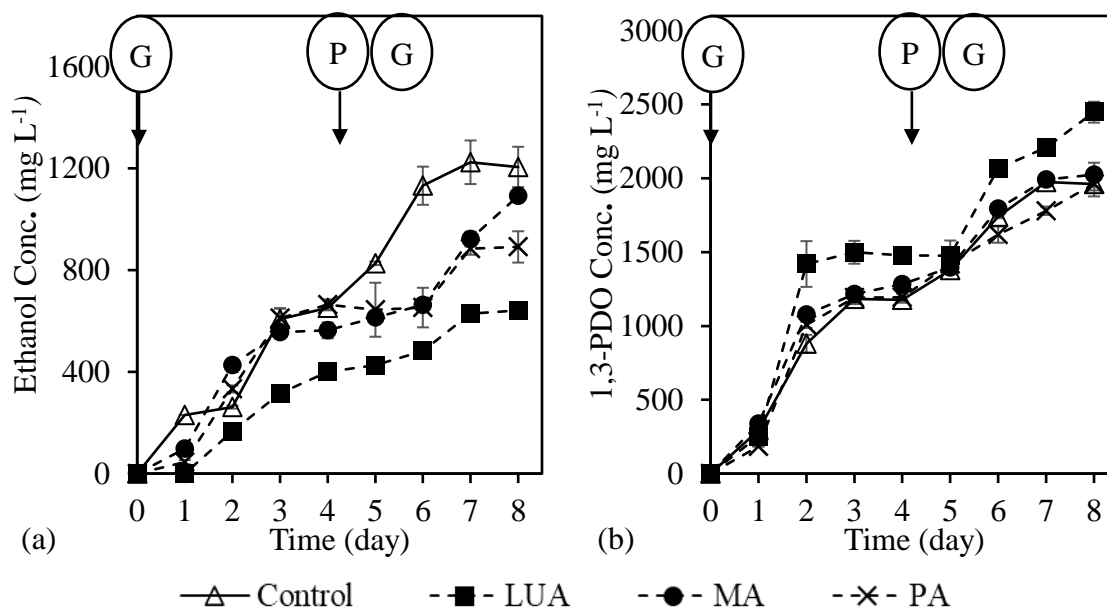 G P G
1600
1200
800
400
0
Ethanol Conc. (mg L⁻¹)
0 1 2 3 4 5 6 7 8
Time (day)
(a)
G P G
3000
2500
2000
1500
1000
500
0
1,3-PDO Conc. (mg L⁻¹)
0 1 2 3 4 5 6 7 8
Time (day)
(b)
Control LUA MA PA